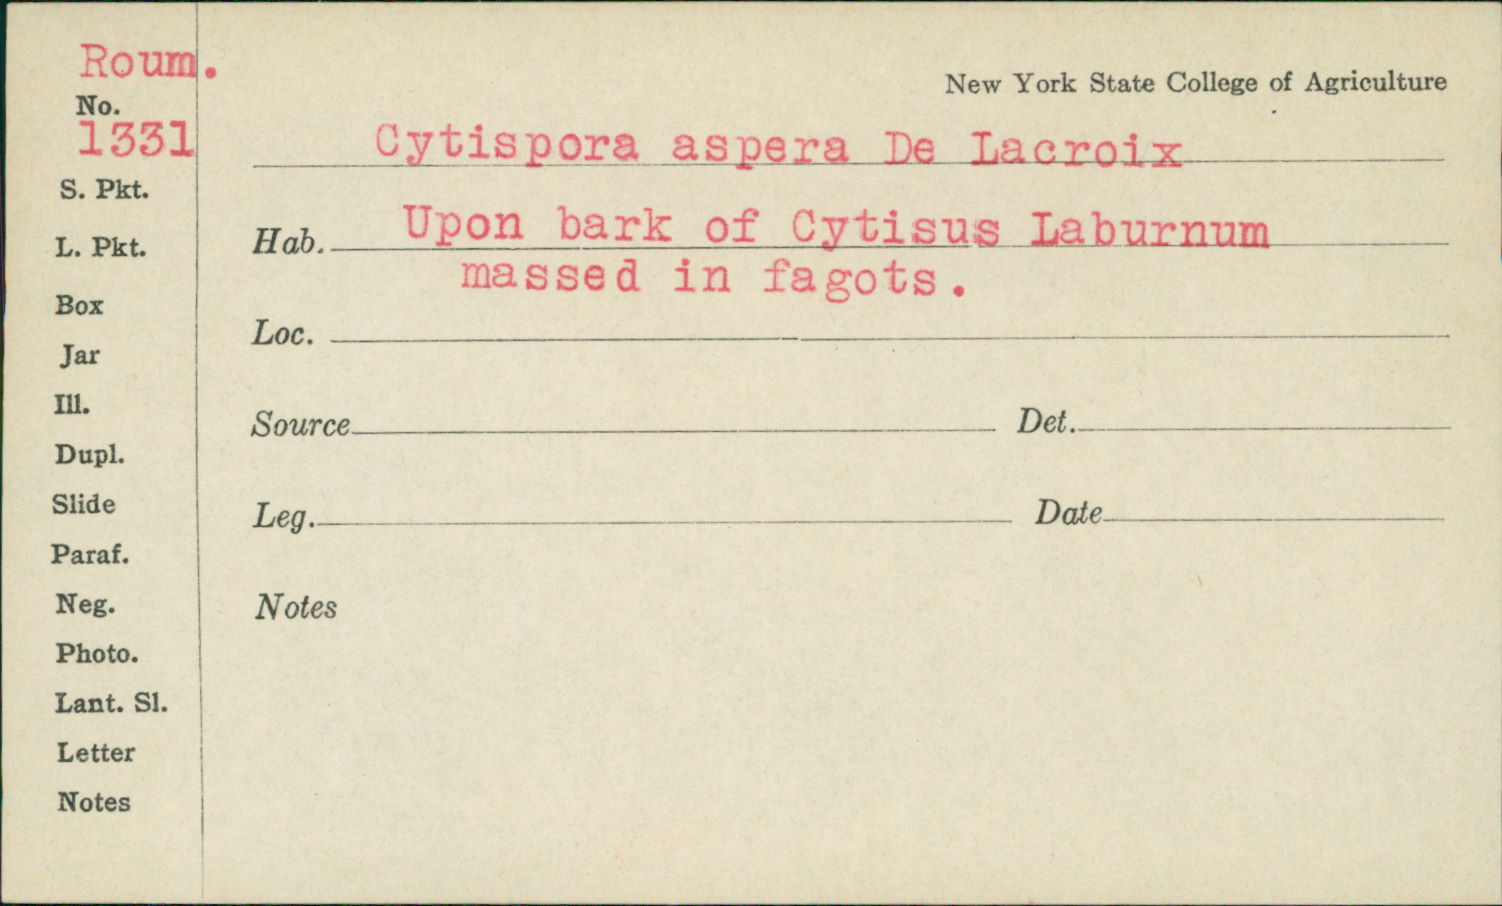 Roum.
No.
1331
S. Pkt.
L. Pkt.
Box
Jar
Ill.
Dupl.
Slide
Paraf.
Neg.
Photo.
Lant. Sl.
Letter
Notes
New York State College of Agriculture
Cytispora aspera De Lacroix
Hab. Upon bark of Cytisus Laburnum
massed in fagots.
Loc.
Source Det.
Leg. Date
Notes